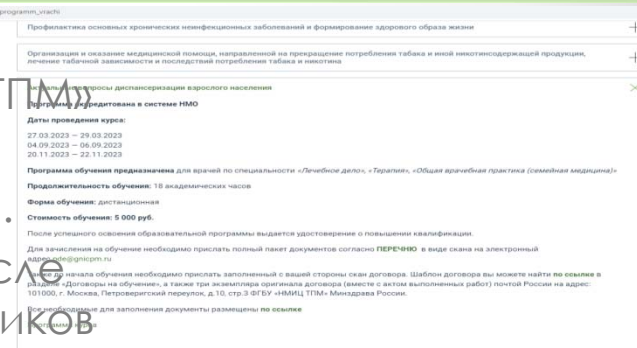 programm_vrachi
Профилактика основных хронических неинфекционных заболеваний и формирование здорового образа жизни
Организация и оказание медицинской помощи, направленной на прекращение потребления табака и иной никотинсодержащей продукции,
лечение табачной зависимости и последствий потребления табака и никотина
ТПМ»
Актуальные вопросы диспансеризации взрослого населения
Программа аккредитована в системе НМО
Даты проведения курса:
27.03.2023 — 29.03.2023
04.09.2023 — 06.09.2023
20.11.2023 — 22.11.2023
Программа обучения предназначена для врачей по специальности «Лечебное дело», «Терапия», «Общая врачебная практика (семейная медицина)»
Продолжительность обучения: 18 академических часов
Форма обучения: дистанционная
Стоимость обучения: 5 000 руб.
После успешного освоения образовательной программы выдается удостоверение о повышении квалификации.
Для зачисления на обучение необходимо прислать полный пакет документов согласно ПЕРЕЧНЮ в виде скана на электронный
адрес pde@gnicpm.ru
сле
Также до начала обучения необходимо прислать заполненный с вашей стороны скан договора. Шаблон договора вы можете найти по ссылке в
разделе «Договоры на обучение», а также три экземпляра оригинала договора (вместе с актом выполненных работ) почтой России на адрес:
101000, г. Москва, Петроверигский переулок, д.10, стр.3 ФГБУ «НМИЦ ТПМ» Минздрава России.
Все необходимые для заполнения документы размещены по ссылке
иков
Программа курса